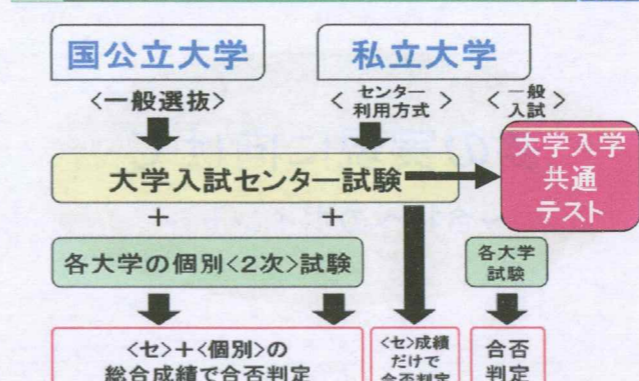 国公立大学
私立大学
<一般選抜>
<センター利用方式>
<一般入試>
大学入試センター試験
大学入学
共通
テスト
+
+
各大学の個別<2次>試験
各大学
試験
<セ>+<個別>の
総合成績で合否判定
<セ>成績
だけで
合否判定
合否
判定